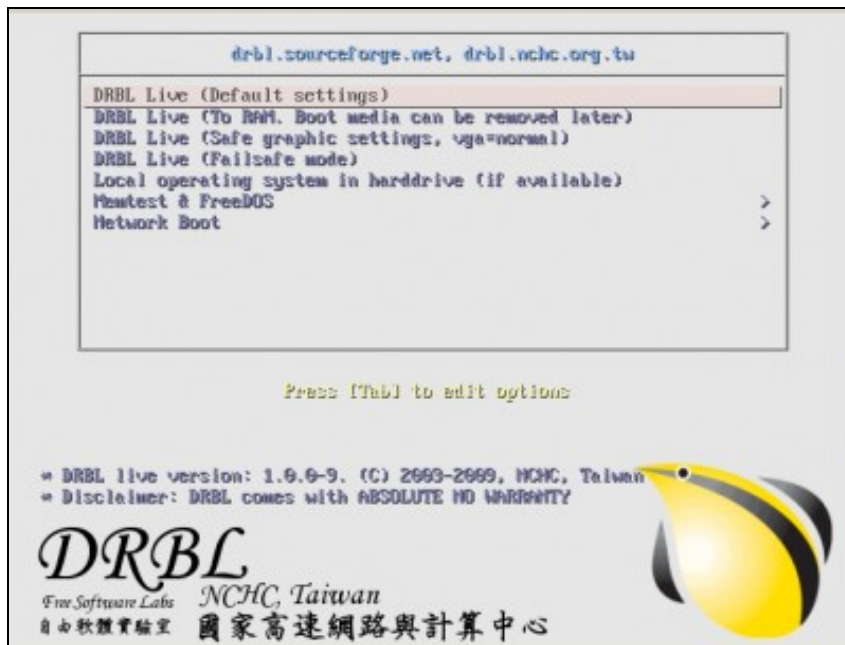 drbl.sourceforge.net, drbl.nchc.org.tw
DRBL Live (Default settings)
DRBL Live (To RAM. Boot media can be removed later)
DRBL Live (Safe graphic settings, vga=normal)
DRBL Live (Failsafe mode)
Local operating system in harddrive (if available)
Memtest & FreeDOS >
Network Boot >
Press [Tab] to edit options
* DRBL live version: 1.0.0-9. (C) 2003-2009, NCHC, Taiwan
* Disclaimer: DRBL comes with ABSOLUTE NO WARRANTY
DRBL
Free Software Labs NCHC, Taiwan
自由軟體實驗室 國家高速網路與計算中心